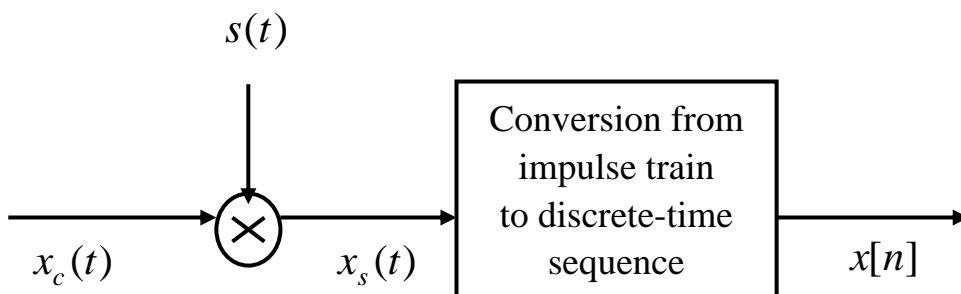 s(t)
Conversion from
impulse train
to discrete-time
sequence
x_c(t)
x_s(t)
x[n]